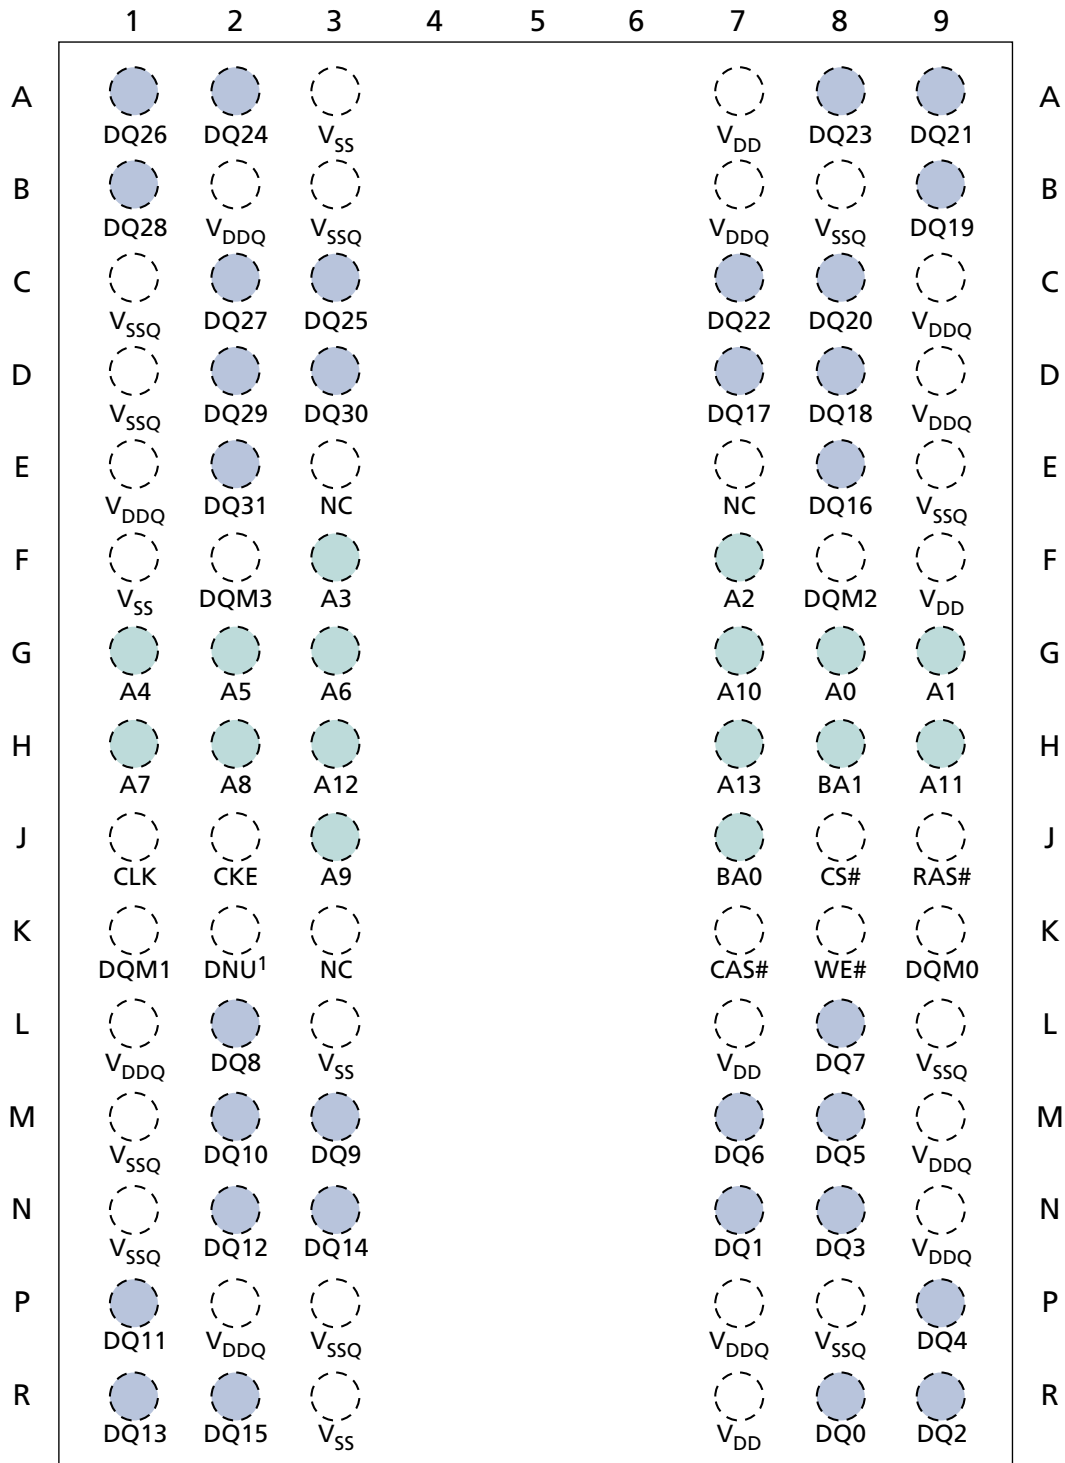 1 2 3 4 5 6 7 8 9
A A
DQ26 DQ24 VSS VDD DQ23 DQ21
B B
DQ28 VDDQ VSSQ VDDQ VSSQ DQ19
C C
VSSQ DQ27 DQ25 DQ22 DQ20 VDDQ
D D
VSSQ DQ29 DQ30 DQ17 DQ18 VDDQ
E E
VDDQ DQ31 NC NC DQ16 VSSQ
F F
VSS DQM3 A3 A2 DQM2 VDD
G G
A4 A5 A6 A10 A0 A1
H H
A7 A8 A12 A13 BA1 A11
J J
CLK CKE A9 BA0 CS# RAS#
K K
DQM1 DNU1 NC CAS# WE# DQM0
L L
VDDQ DQ8 VSS VDD DQ7 VSSQ
M M
VSSQ DQ10 DQ9 DQ6 DQ5 VDDQ
N N
VSSQ DQ12 DQ14 DQ1 DQ3 VDDQ
P P
DQ11 VDDQ VSSQ VDDQ VSSQ DQ4
R R
DQ13 DQ15 VSS VDD DQ0 DQ2